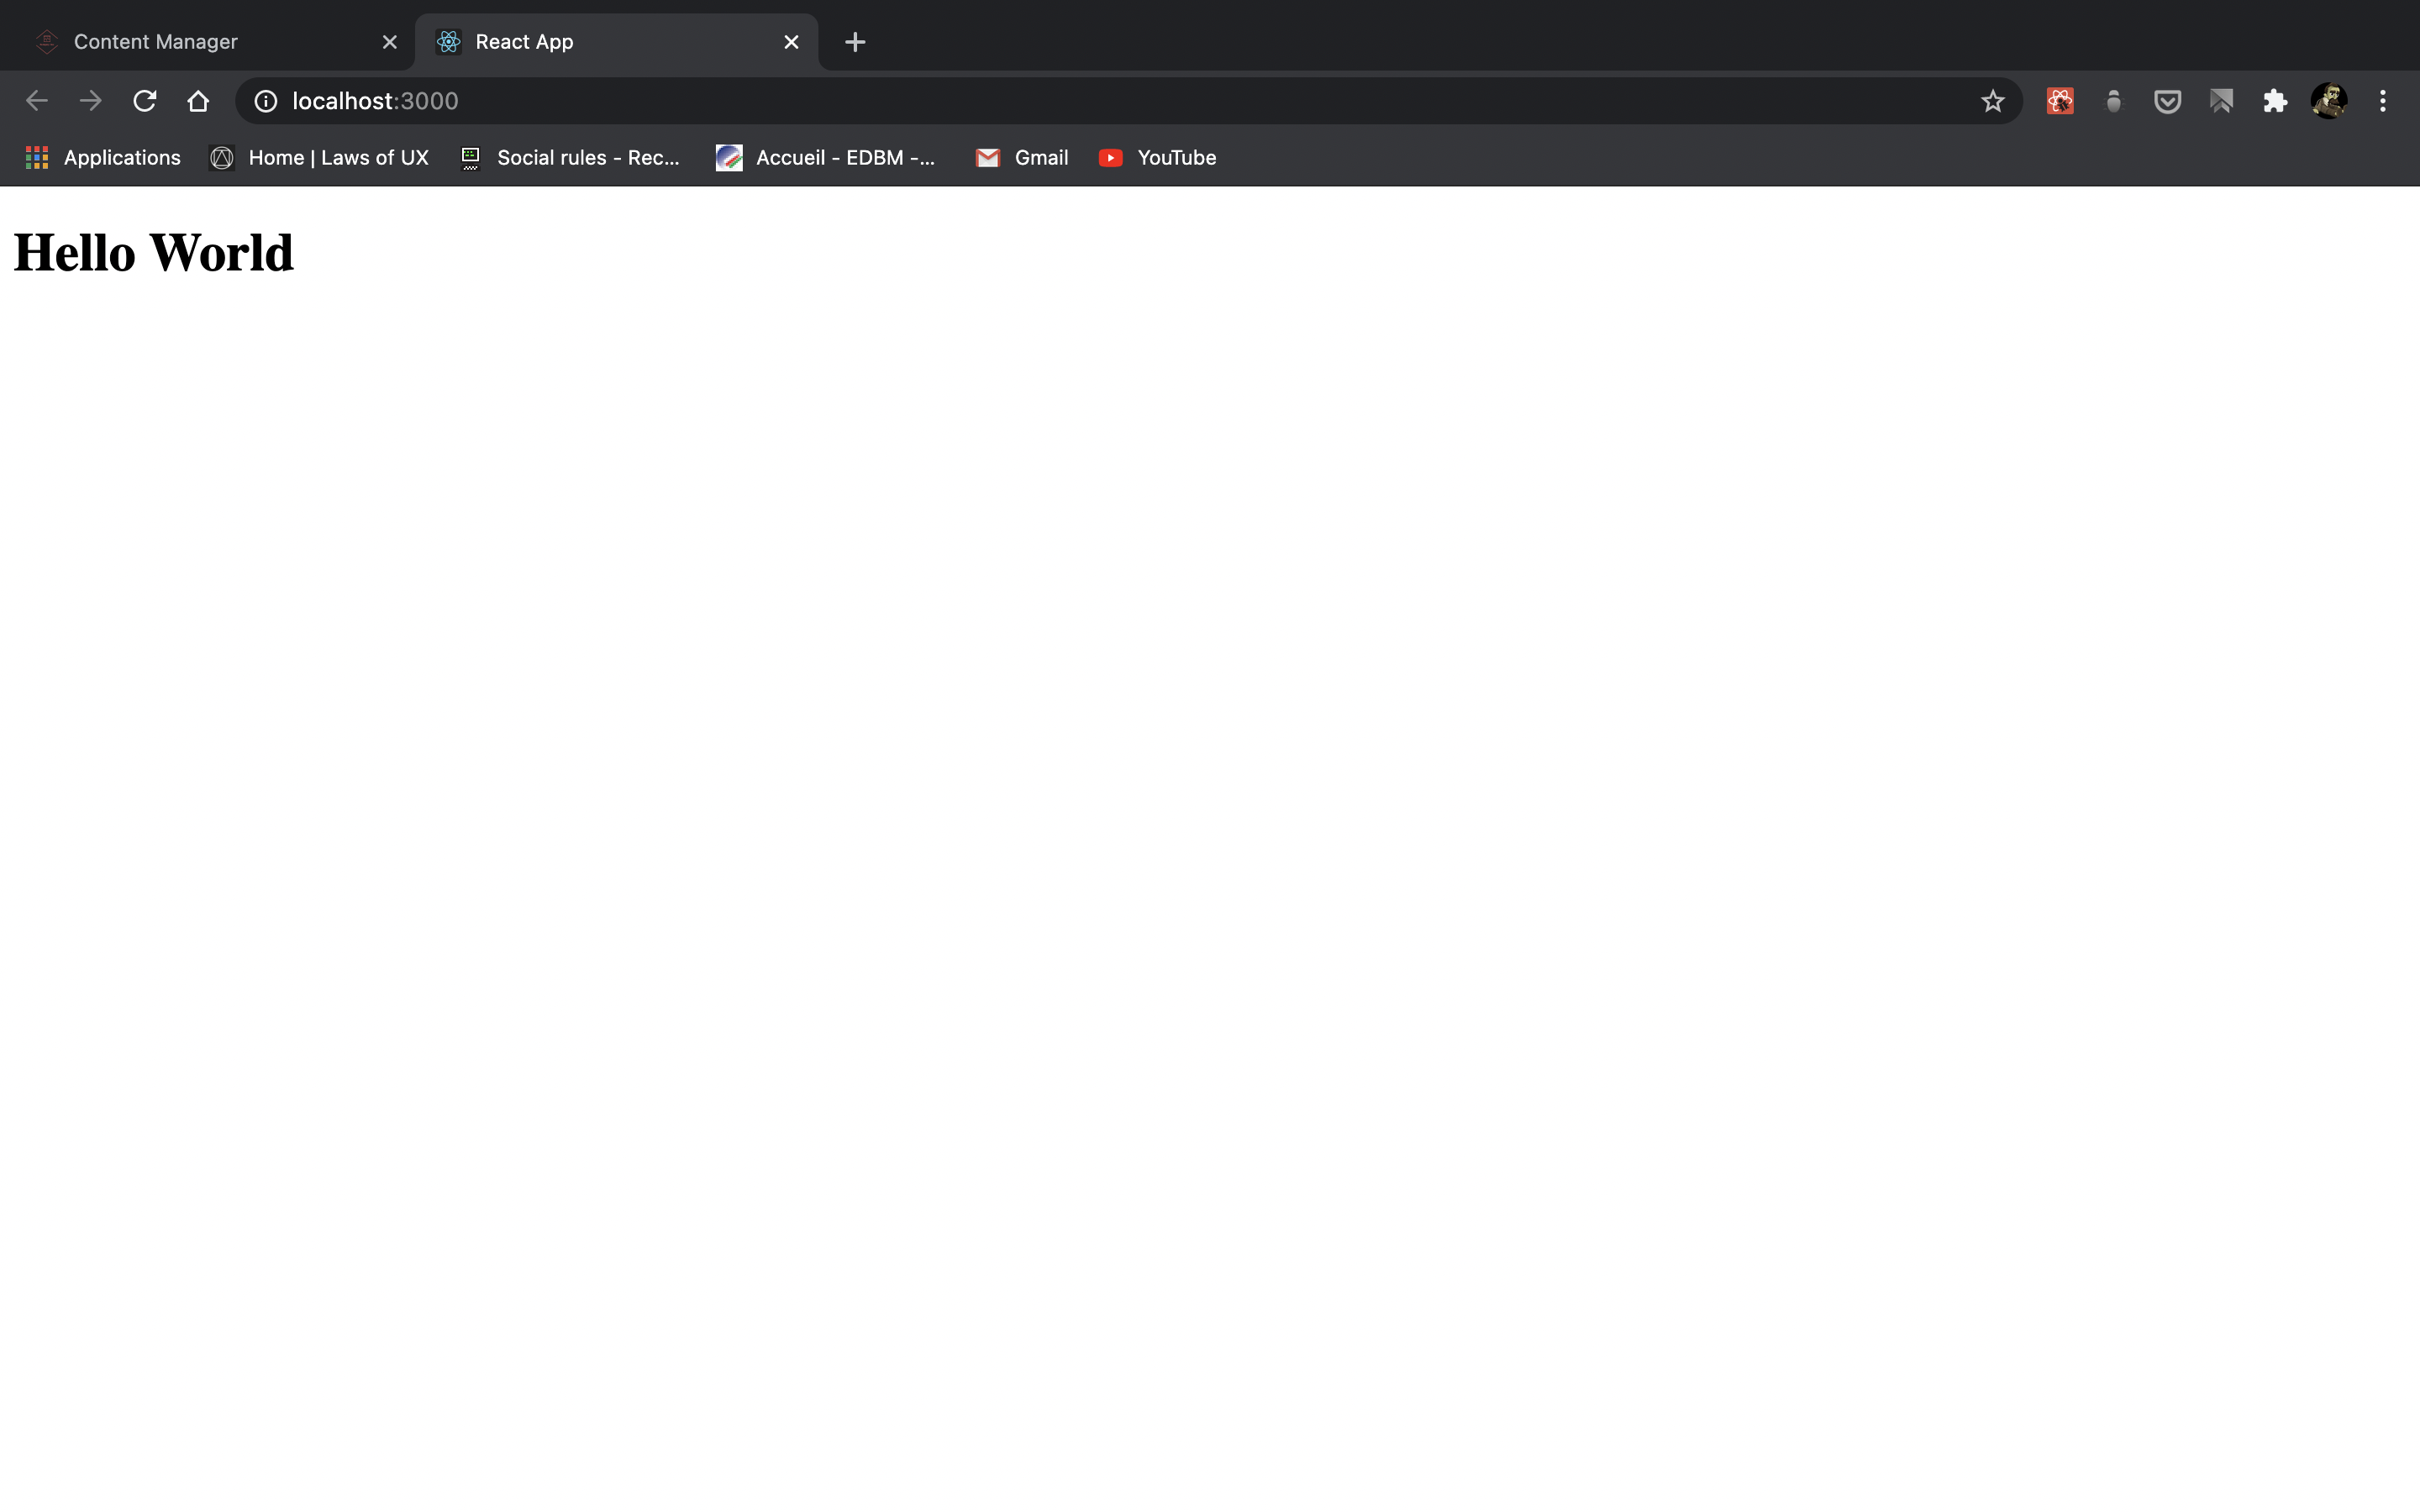 Content Manager
React App
localhost:3000
Applications
Home | Laws of UX
Social rules - Rec...
Accueil - EDBM -...
Gmail
YouTube
Hello World